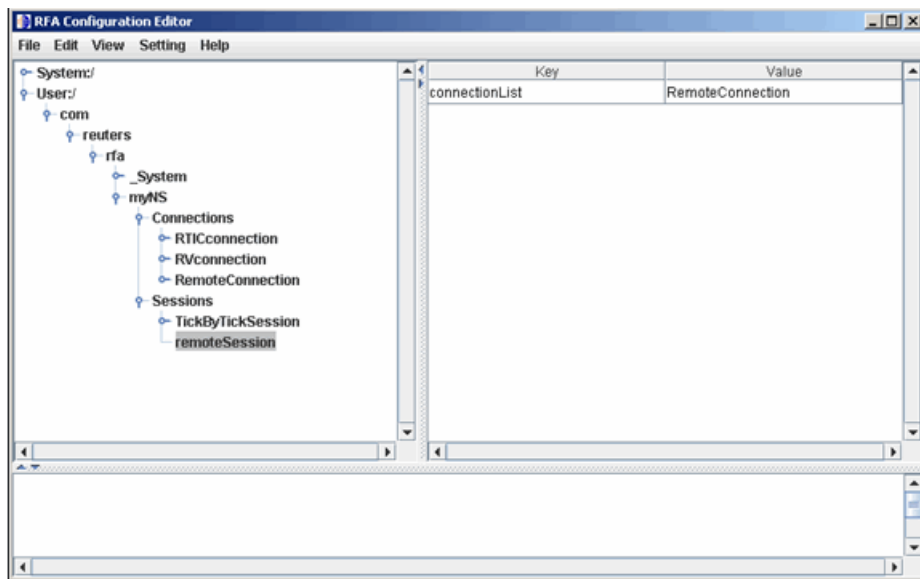 RFA Configuration Editor
File Edit View Setting Help
System:/
User:/
com
reuters
rfa
_System
myNS
Connections
RTICconnection
RVconnection
RemoteConnection
Sessions
TickByTickSession
remoteSession
Key Value
connectionList RemoteConnection